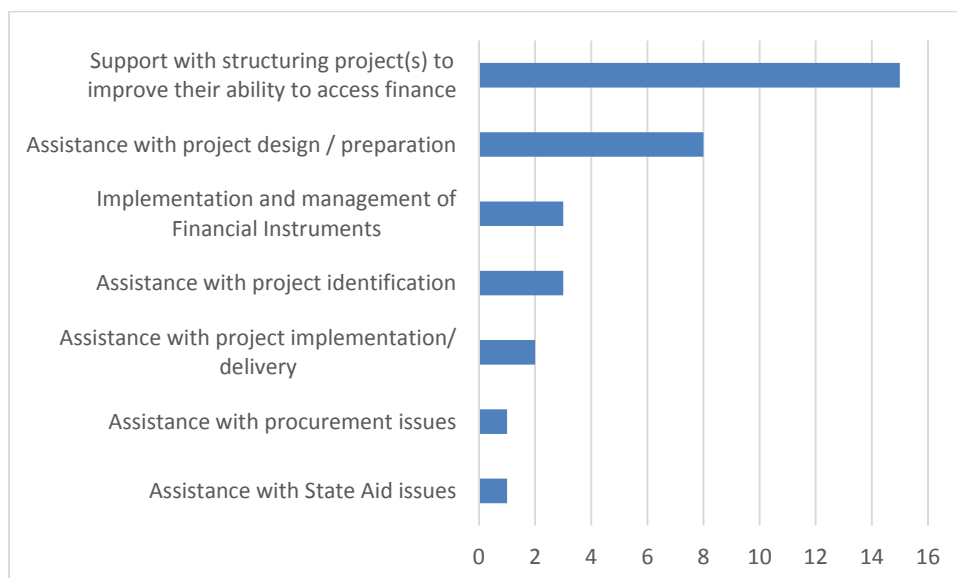 Support with structuring project(s) to
improve their ability to access finance
Assistance with project design / preparation
Implementation and management of
Financial Instruments
Assistance with project identification
Assistance with project implementation/
delivery
Assistance with procurement issues
Assistance with State Aid issues
0 2 4 6 8 10 12 14 16